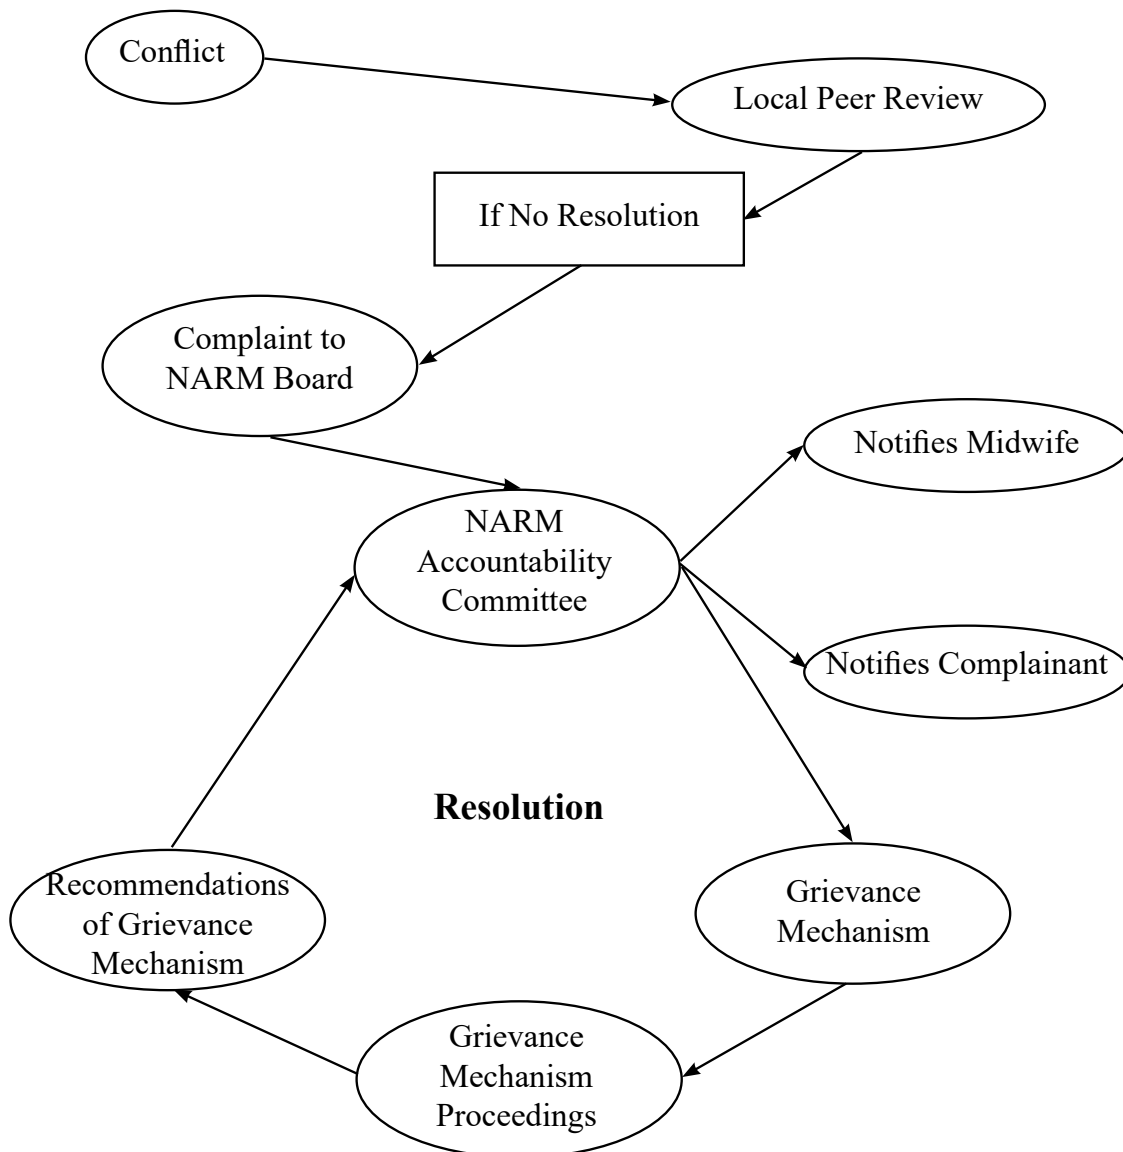 Conflict
Local Peer Review
If No Resolution
Complaint to
NARM Board
Notifies Midwife
NARM
Accountability
Committee
Notifies Complainant
Resolution
Recommendations
of Grievance
Mechanism
Grievance
Mechanism
Grievance
Mechanism
Proceedings